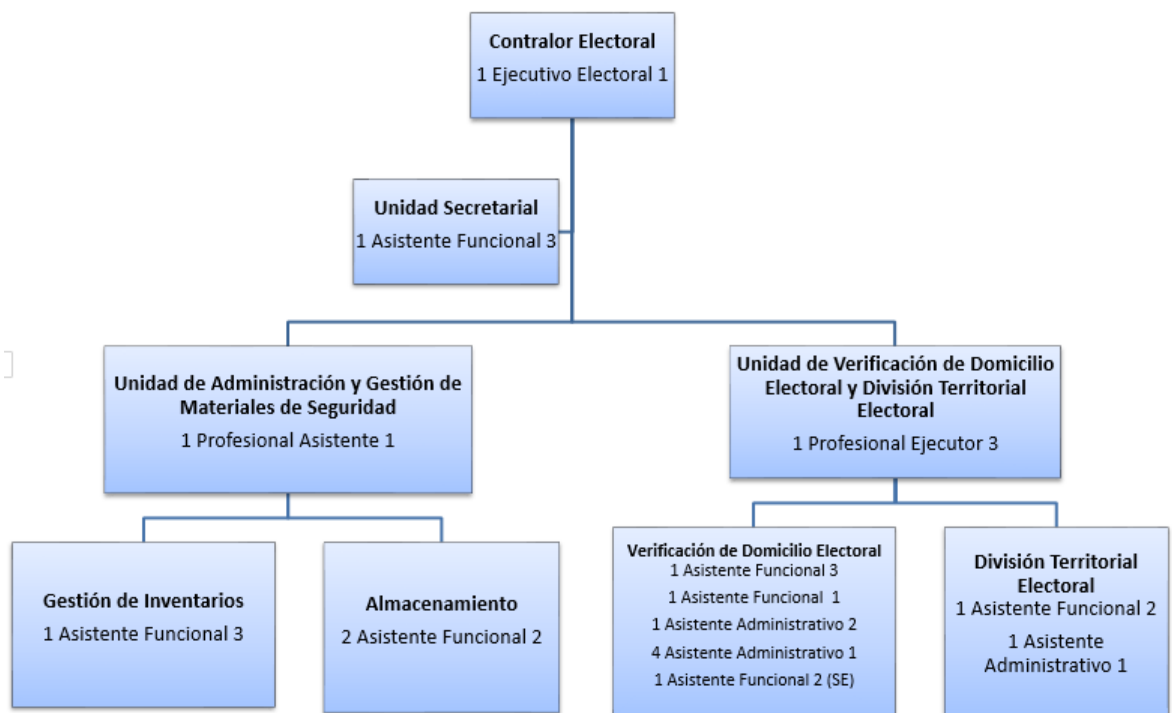 Contralor Electoral
1 Ejecutivo Electoral 1
Unidad Secretarial
1 Asistente Funcional 3
Unidad de Administración y Gestión de
Materiales de Seguridad
1 Profesional Asistente 1
Unidad de Verificación de Domicilio
Electoral y División Territorial
Electoral
1 Profesional Ejecutor 3
Gestión de Inventarios
1 Asistente Funcional 3
Almacenamiento
2 Asistente Funcional 2
Verificación de Domicilio Electoral
1 Asistente Funcional 3
1 Asistente Funcional 1
1 Asistente Administrativo 2
4 Asistente Administrativo 1
1 Asistente Funcional 2 (SE)
División Territorial
Electoral
1 Asistente Funcional 2
1 Asistente
Administrativo 1